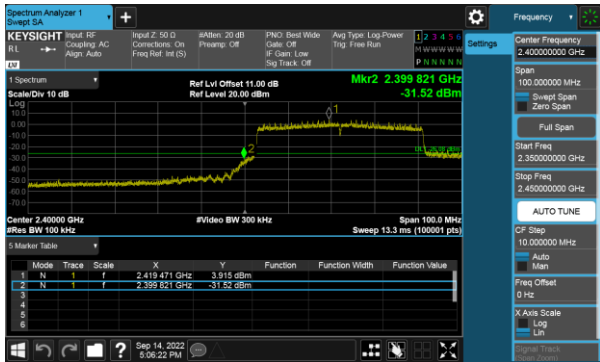 Spectrum Analyzer 1
Swept SA
Frequency
KEYSIGHT
Input: RF
Coupling: AC
Align: Auto
Input Z: 50 Ω
Corrections: On
Freq Ref: Int (S)
#Atten: 20 dB
Preamp: Off
PNO: Best Wide
Gate: Off
IF Gain: Low
Sig Track: Off
Avg Type: Log-Power
Trig: Free Run
1 2 3 4 5 6
M W W W W W
P N N N N N
RL
LXI
Settings
1 Spectrum
Scale/Div 10 dB
Ref Lvl Offset 11.00 dB
Ref Level 20.00 dBm
Mkr2 2.399 821 GHz
-31.52 dBm
Log
10.0
0.00
-10.0
-20.0
-30.0
-40.0
-50.0
-60.0
-70.0
1
2
Center 2.40000 GHz
#Res BW 100 kHz
#Video BW 300 kHz
Span 100.0 MHz
Sweep 13.3 ms (100001 pts)
5 Marker Table
Mode Trace Scale X Y Function Function Width Function Value
1 N 1 f 2.419 471 GHz 3.915 dBm
2 N 1 f 2.399 821 GHz -31.52 dBm
3
4
5
6
Center Frequency
2.400000000 GHz
Span
100.000000 MHz
Swept Span
Zero Span
Full Span
Start Freq
2.350000000 GHz
Stop Freq
2.450000000 GHz
AUTO TUNE
CF Step
10.000000 MHz
Auto
Man
Freq Offset
0 Hz
X Axis Scale
Log
Lin
Signal Track
(Span Zoom)
Sep 14, 2022
5:06:22 PM